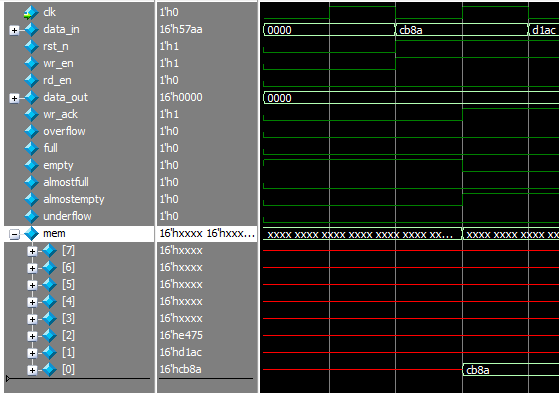 clk 1'h0
data_in 16'h57aa 0000 cb8a d1ac
rst_n 1'h1
wr_en 1'h1
rd_en 1'h0
data_out 16'h0000 0000
wr_ack 1'h1
overflow 1'h0
full 1'h0
empty 1'h0
almostfull 1'h0
almostempty 1'h0
underflow 1'h0
mem 16'hxxxx 16'hxxx... xxxx xxxx xxxx xxxx xxxx xxxx xx... xxxx xxxx xxxx xx
[7] 16'hxxxx
[6] 16'hxxxx
[5] 16'hxxxx
[4] 16'hxxxx
[3] 16'hxxxx
[2] 16'he475
[1] 16'hd1ac
[0] 16'hcb8a cb8a